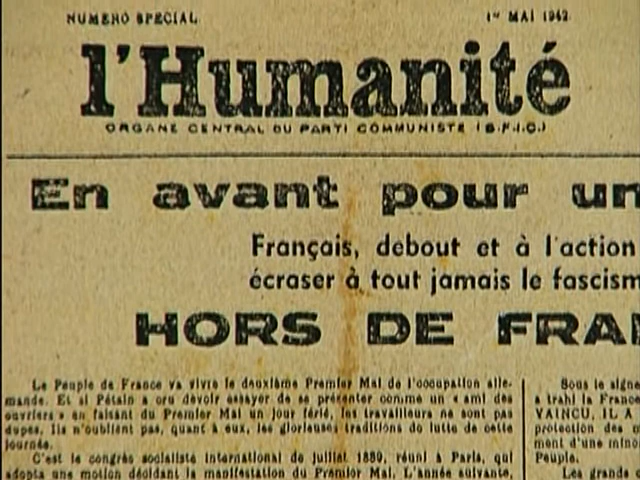 NUMERO SPECIAL
1er MAI 1942
l'Humanité
ORGANE CENTRAL DU PARTI COMMUNISTE (S.F.I.C.)
En avant pour un
Français, debout et à l'action
écraser à tout jamais le fascism
HORS DE FRA
Le Peuple de France va vivre le deuxième Premier Mai de l'occupation alle-
mande. Et si Pétain a cru devoir essayer de se présenter comme un « ami des
ouvriers » en faisant du Premier Mai un jour férié, les travailleurs ne sont pas
dupes. Ils n'oublient pas, quant à eux, les glorieuses traditions de lutte de cette
journée.
C'est le congrès socialiste international de juillet 1889, réuni à Paris, qui
adopta une motion décidant la manifestation du Premier Mai. L'année suivante,
Sous le signe
a trahi la France
VAINCU, IL A
protection des
ment d'une mino
Peuple.
Les grands